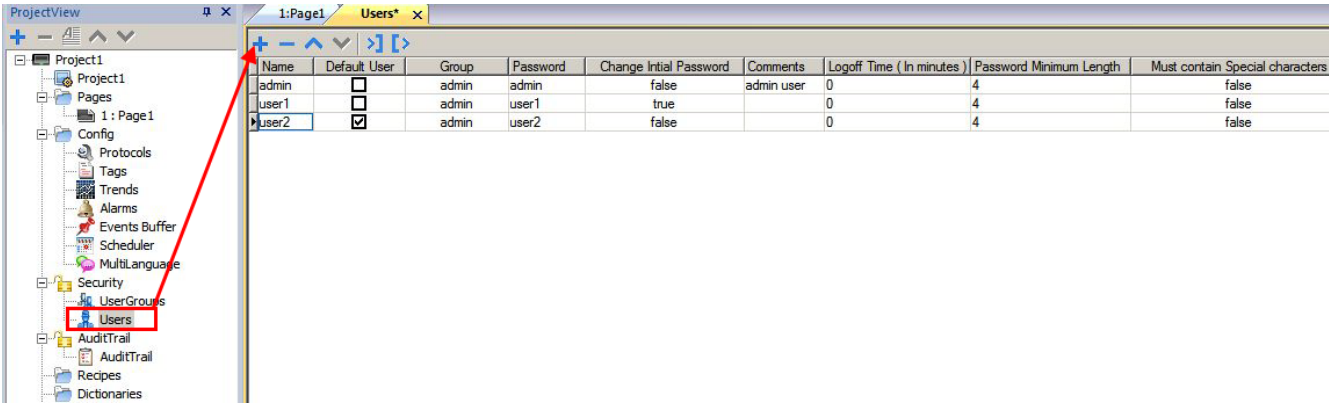 ProjectView
1:Page1 Users*
Project1
Project1
Pages
1 : Page1
Config
Protocols
Tags
Trends
Alarms
Events Buffer
Scheduler
MultiLanguage
Security
UserGroups
Users
AuditTrail
AuditTrail
Recipes
Dictionaries
Name Default User Group Password Change Intial Password Comments Logoff Time ( In minutes ) Password Minimum Length Must contain Special characters
admin admin admin false admin user 0 4 false
user1 admin user1 true 0 4 false
user2 admin user2 false 0 4 false